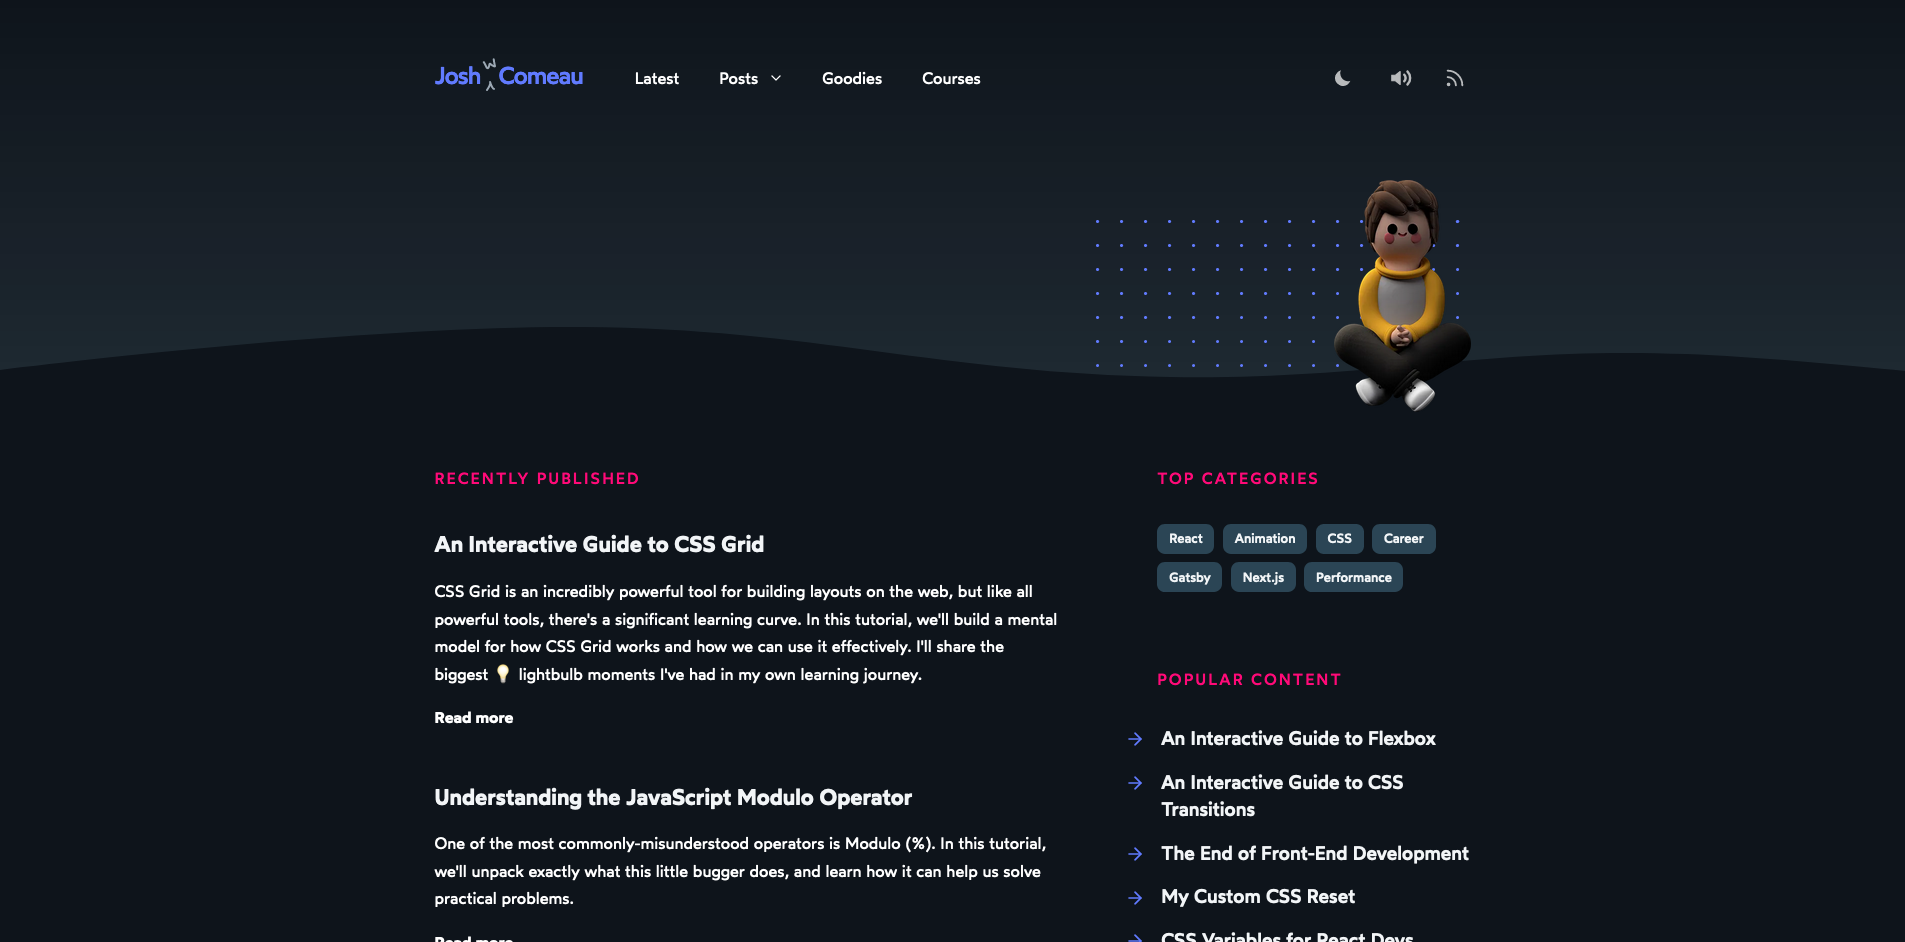 Josh W Comeau
Latest
Posts
Goodies
Courses
RECENTLY PUBLISHED
An Interactive Guide to CSS Grid
CSS Grid is an incredibly powerful tool for building layouts on the web, but like all
powerful tools, there's a significant learning curve. In this tutorial, we'll build a mental
model for how CSS Grid works and how we can use it effectively. I'll share the
biggest 💡 lightbulb moments I've had in my own learning journey.
Read more
Understanding the JavaScript Modulo Operator
One of the most commonly-misunderstood operators is Modulo (%). In this tutorial,
we'll unpack exactly what this little bugger does, and learn how it can help us solve
practical problems.
Read more
TOP CATEGORIES
React
Animation
CSS
Career
Gatsby
Next.js
Performance
POPULAR CONTENT
An Interactive Guide to Flexbox
An Interactive Guide to CSS
Transitions
The End of Front-End Development
My Custom CSS Reset
CSS Variables for React Devs